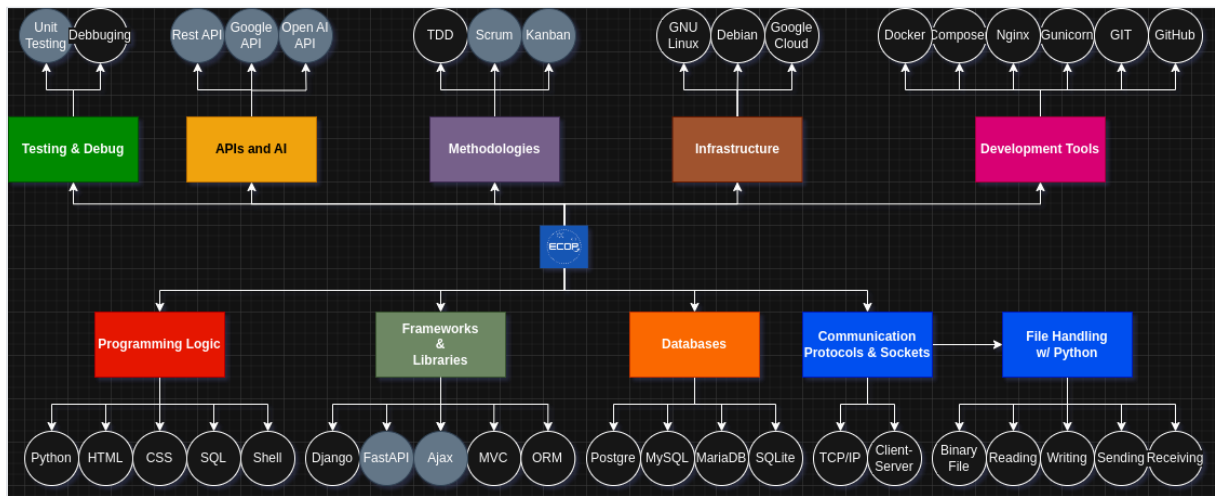 Unit
Testing
Debbuging
Rest API
Google
API
Open AI
API
TDD
Scrum
Kanban
GNU
Linux
Debian
Google
Cloud
Docker
Compose
Nginx
Gunicorn
GIT
GitHub
Testing & Debug
APIs and AI
Methodologies
Infrastructure
Development Tools
ECOP
Programming Logic
Frameworks
&
Libraries
Databases
Communication
Protocols & Sockets
File Handling
w/ Python
Python
HTML
CSS
SQL
Shell
Django
FastAPI
Ajax
MVC
ORM
Postgre
MySQL
MariaDB
SQLite
TCP/IP
Client-
Server
Binary
File
Reading
Writing
Sending
Receiving